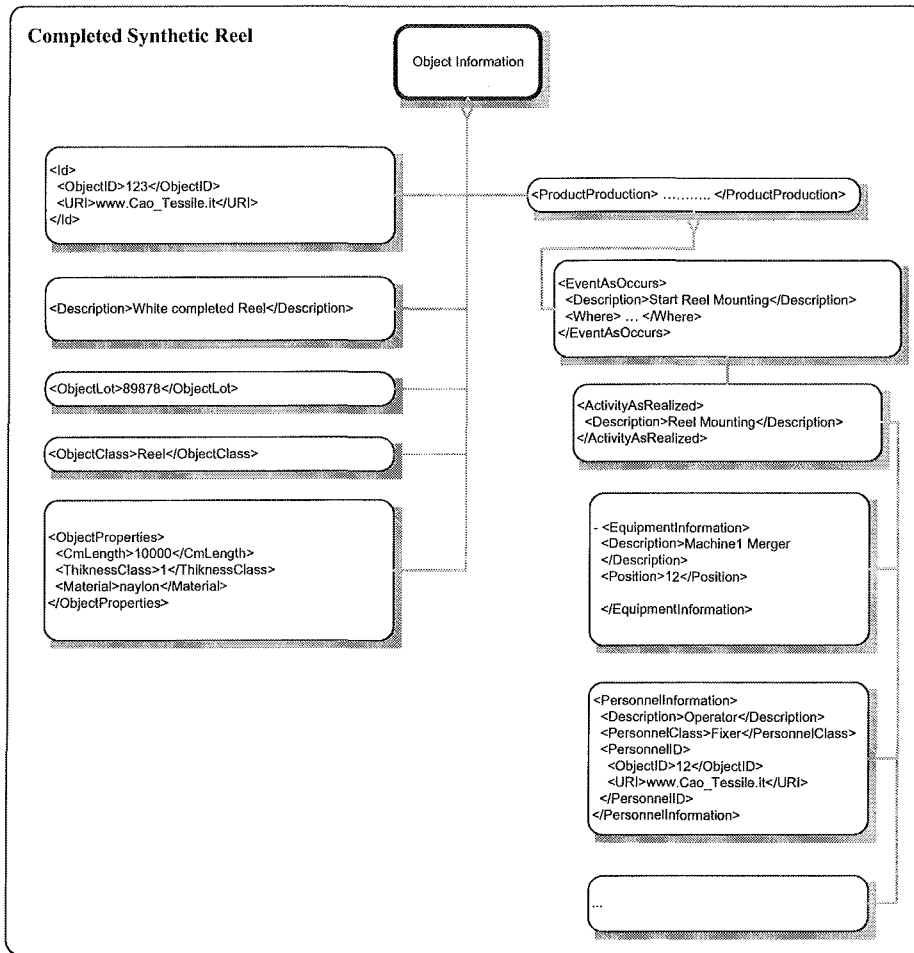 Completed Synthetic Reel
Object Information
<Id>
<ObjectID>123</ObjectID>
<URI>www.Cao_Tessile.it</URI>
</Id>
<Description>White completed Reel</Description>
<ObjectLot>89878</ObjectLot>
<ObjectClass>Reel</ObjectClass>
<ObjectProperties>
<CmLength>10000</CmLength>
<ThiknessClass>1</ThiknessClass>
<Material>naylon</Material>
</ObjectProperties>
<ProductProduction> ........... </ProductProduction>
<EventAsOccurs>
<Description>Start Reel Mounting</Description>
<Where> ... </Where>
</EventAsOccurs>
<ActivityAsRealized>
<Description>Reel Mounting</Description>
</ActivityAsRealized>
- <EquipmentInformation>
<Description>Machine1 Merger
</Description>
<Position>12</Position>
</EquipmentInformation>
<PersonnelInformation>
<Description>Operator</Description>
<PersonnelClass>Fixer</PersonnelClass>
<PersonnelID>
<ObjectID>12</ObjectID>
<URI>www.Cao_Tessile.it</URI>
</PersonnelID>
</PersonnelInformation>
...